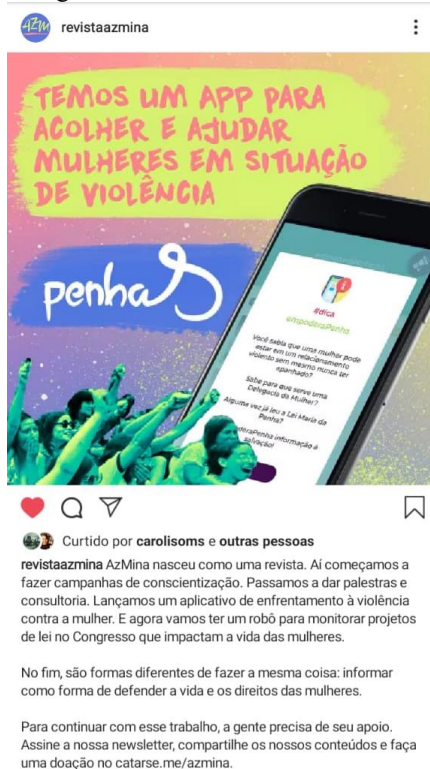 AZM revistaazmina
TEMOS UM APP PARA
ACOLHER E AJUDAR
MULHERES EM SITUAÇÃO
DE VIOLÊNCIA
penhaS
#dica
Você sabia que uma mulher pode
estar em um relacionamento
violento sem mesmo nunca ter
apanhado?
Sabe para que serve uma
Delegacia da Mulher?
Alguma vez já leu a Lei Maria da
Penha?
informação é
salvação!
Curtido por carolisoms e outras pessoas
revistaazmina AzMina nasceu como uma revista. Aí começamos a
fazer campanhas de conscientização. Passamos a dar palestras e
consultoria. Lançamos um aplicativo de enfrentamento à violência
contra a mulher. E agora vamos ter um robô para monitorar projetos
de lei no Congresso que impactam a vida das mulheres.
No fim, são formas diferentes de fazer a mesma coisa: informar
como forma de defender a vida e os direitos das mulheres.
Para continuar com esse trabalho, a gente precisa de seu apoio.
Assine a nossa newsletter, compartilhe os nossos conteúdos e faça
uma doação no catarse.me/azmina.